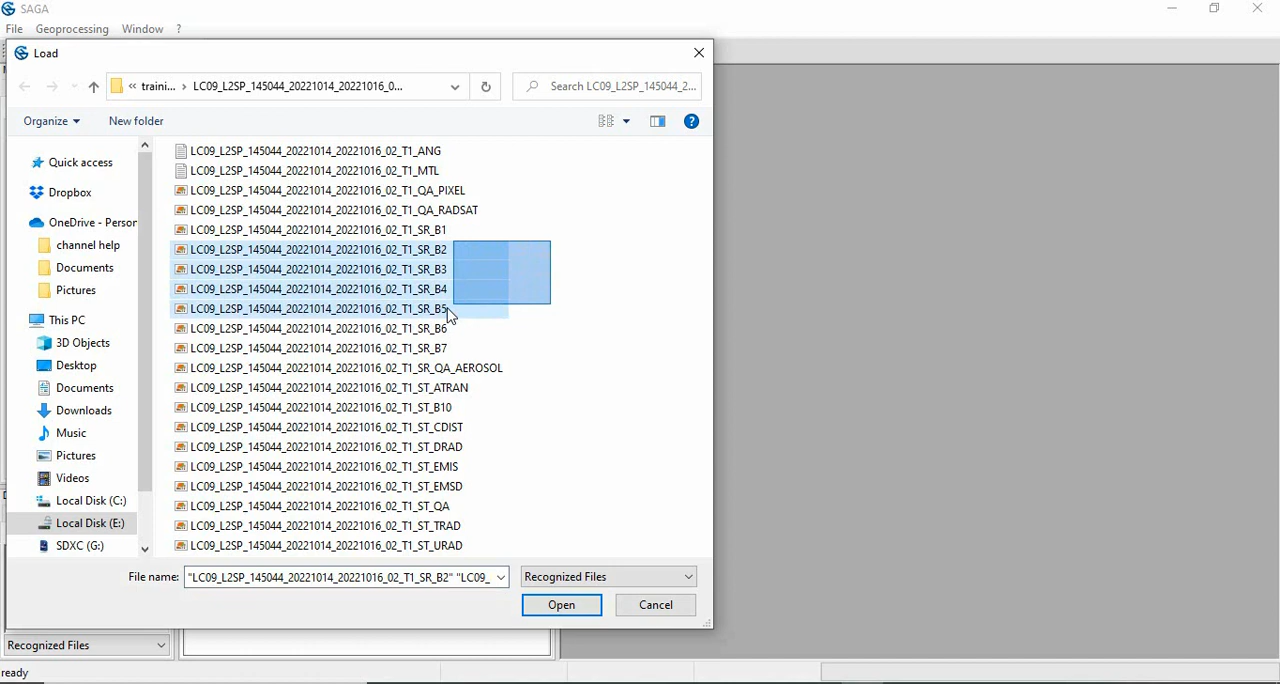 SAGA
File Geoprocessing Window ?
Load
« traini... › LC09_L2SP_145044_20221014_20221016_0...
Search LC09_L2SP_145044_2...
Organize New folder
Quick access
Dropbox
OneDrive - Person
channel help
Documents
Pictures
This PC
3D Objects
Desktop
Documents
Downloads
Music
Pictures
Videos
Local Disk (C:)
Local Disk (E:)
SDXC (G:)
LC09_L2SP_145044_20221014_20221016_02_T1_ANG
LC09_L2SP_145044_20221014_20221016_02_T1_MTL
LC09_L2SP_145044_20221014_20221016_02_T1_QA_PIXEL
LC09_L2SP_145044_20221014_20221016_02_T1_QA_RADSAT
LC09_L2SP_145044_20221014_20221016_02_T1_SR_B1
LC09_L2SP_145044_20221014_20221016_02_T1_SR_B2
LC09_L2SP_145044_20221014_20221016_02_T1_SR_B3
LC09_L2SP_145044_20221014_20221016_02_T1_SR_B4
LC09_L2SP_145044_20221014_20221016_02_T1_SR_B5
LC09_L2SP_145044_20221014_20221016_02_T1_SR_B6
LC09_L2SP_145044_20221014_20221016_02_T1_SR_B7
LC09_L2SP_145044_20221014_20221016_02_T1_SR_QA_AEROSOL
LC09_L2SP_145044_20221014_20221016_02_T1_ST_ATRAN
LC09_L2SP_145044_20221014_20221016_02_T1_ST_B10
LC09_L2SP_145044_20221014_20221016_02_T1_ST_CDIST
LC09_L2SP_145044_20221014_20221016_02_T1_ST_DRAD
LC09_L2SP_145044_20221014_20221016_02_T1_ST_EMIS
LC09_L2SP_145044_20221014_20221016_02_T1_ST_EMSD
LC09_L2SP_145044_20221014_20221016_02_T1_ST_QA
LC09_L2SP_145044_20221014_20221016_02_T1_ST_TRAD
LC09_L2SP_145044_20221014_20221016_02_T1_ST_URAD
File name: "LC09_L2SP_145044_20221014_20221016_02_T1_SR_B2" "LC09_
Recognized Files
Open Cancel
Recognized Files
ready